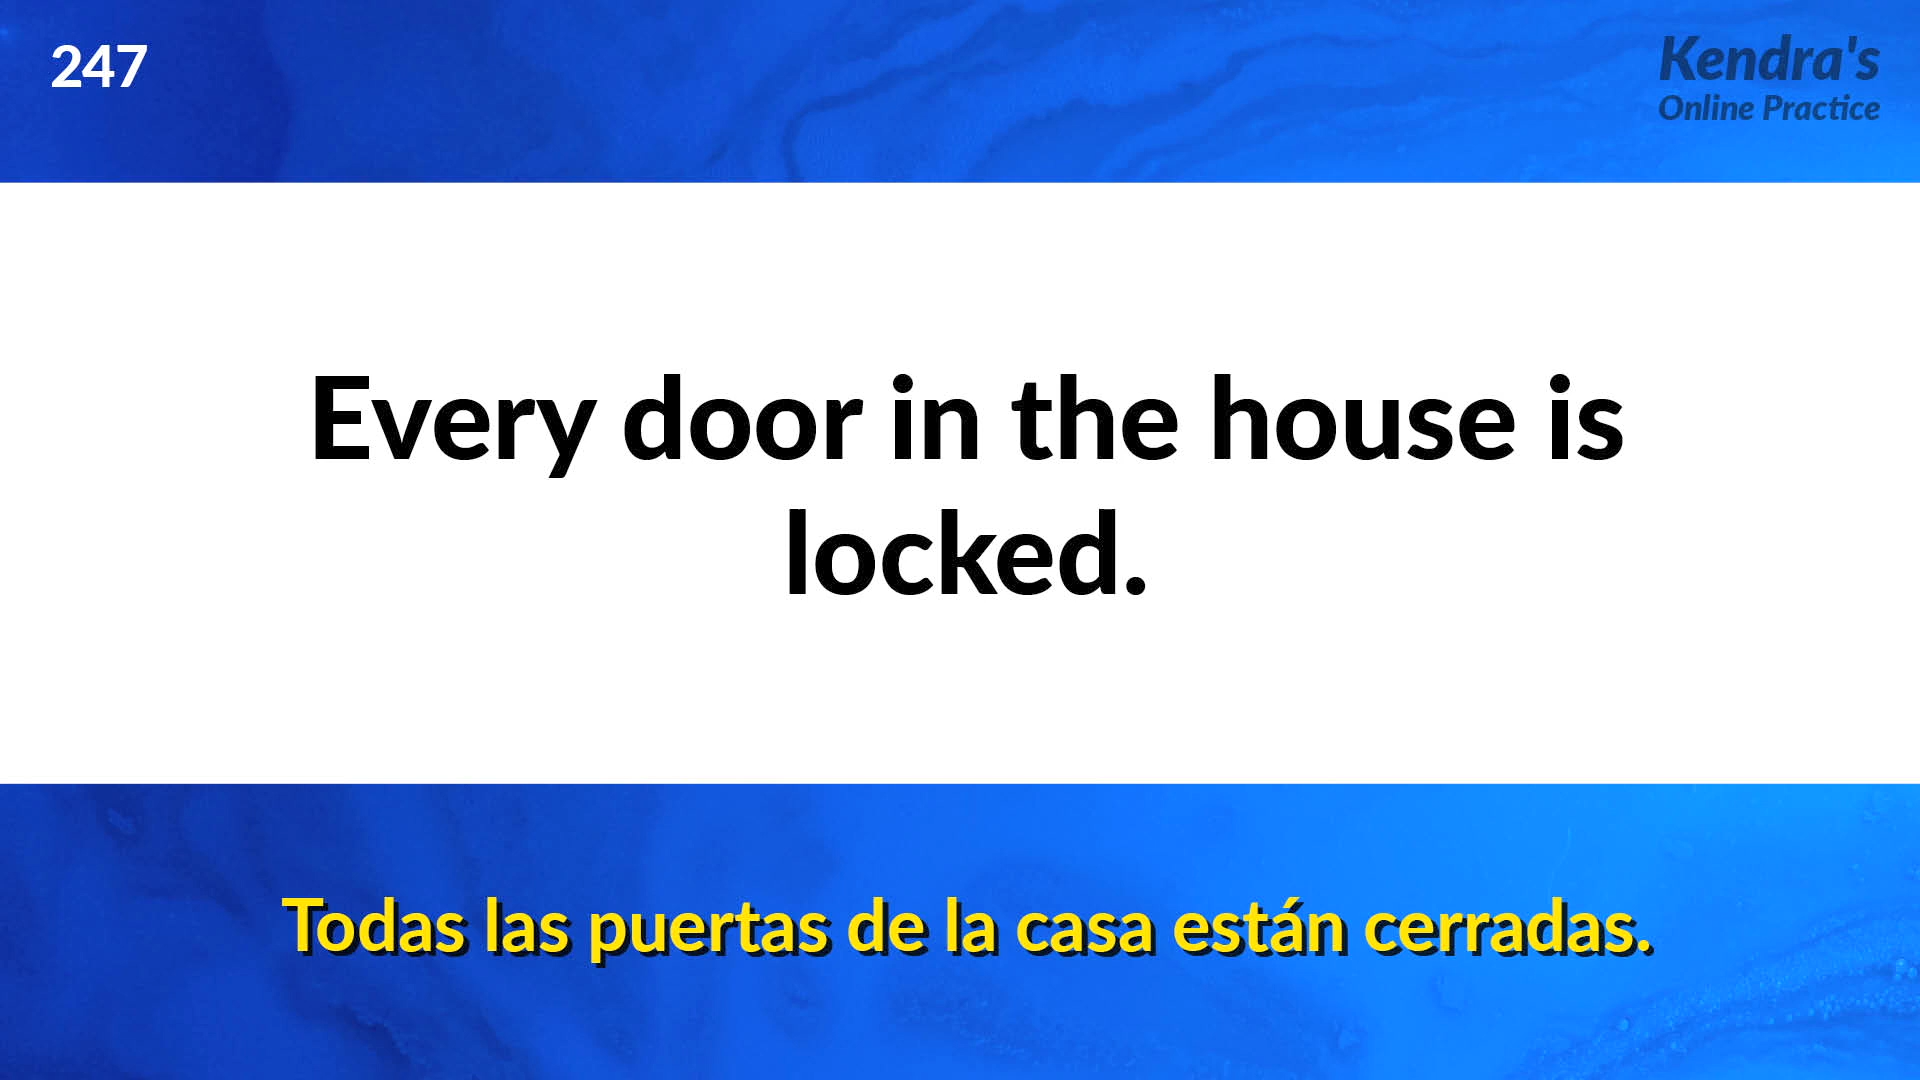 247
Kendra's
Online Practice
Every door in the house is
locked.
Todas las puertas de la casa están cerradas.